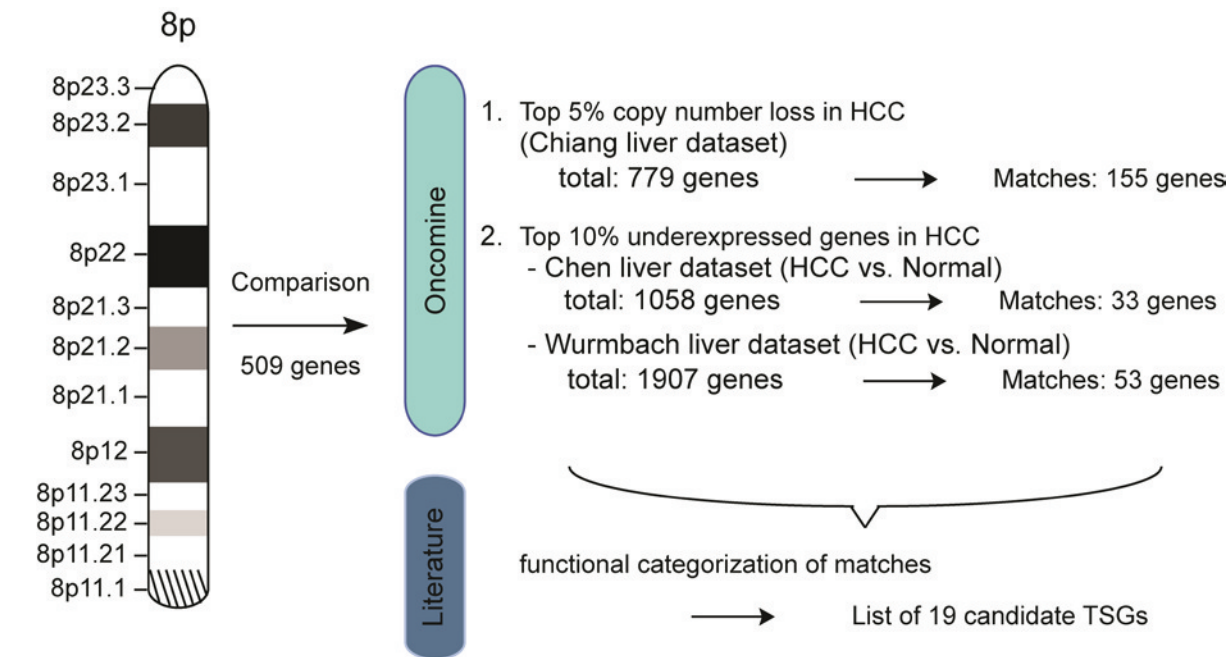 8p
8p23.3
8p23.2
8p23.1
8p22
8p21.3
8p21.2
8p21.1
8p12
8p11.23
8p11.22
8p11.21
8p11.1
Comparison
509 genes
Oncomine
1. Top 5% copy number loss in HCC
(Chiang liver dataset)
total: 779 genes Matches: 155 genes
2. Top 10% underexpressed genes in HCC
- Chen liver dataset (HCC vs. Normal)
total: 1058 genes Matches: 33 genes
- Wurmbach liver dataset (HCC vs. Normal)
total: 1907 genes Matches: 53 genes
Literature
functional categorization of matches
List of 19 candidate TSGs